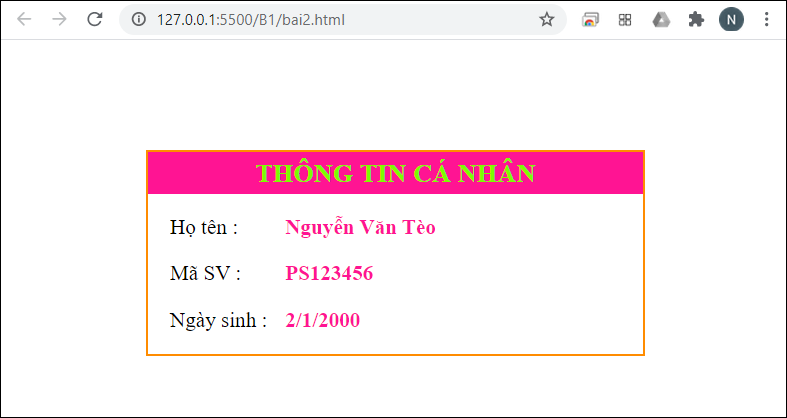 127.0.0.1:5500/B1/bai2.html
N
THÔNG TIN CÁ NHÂN
Họ tên : Nguyễn Văn Tèo
Mã SV : PS123456
Ngày sinh : 2/1/2000